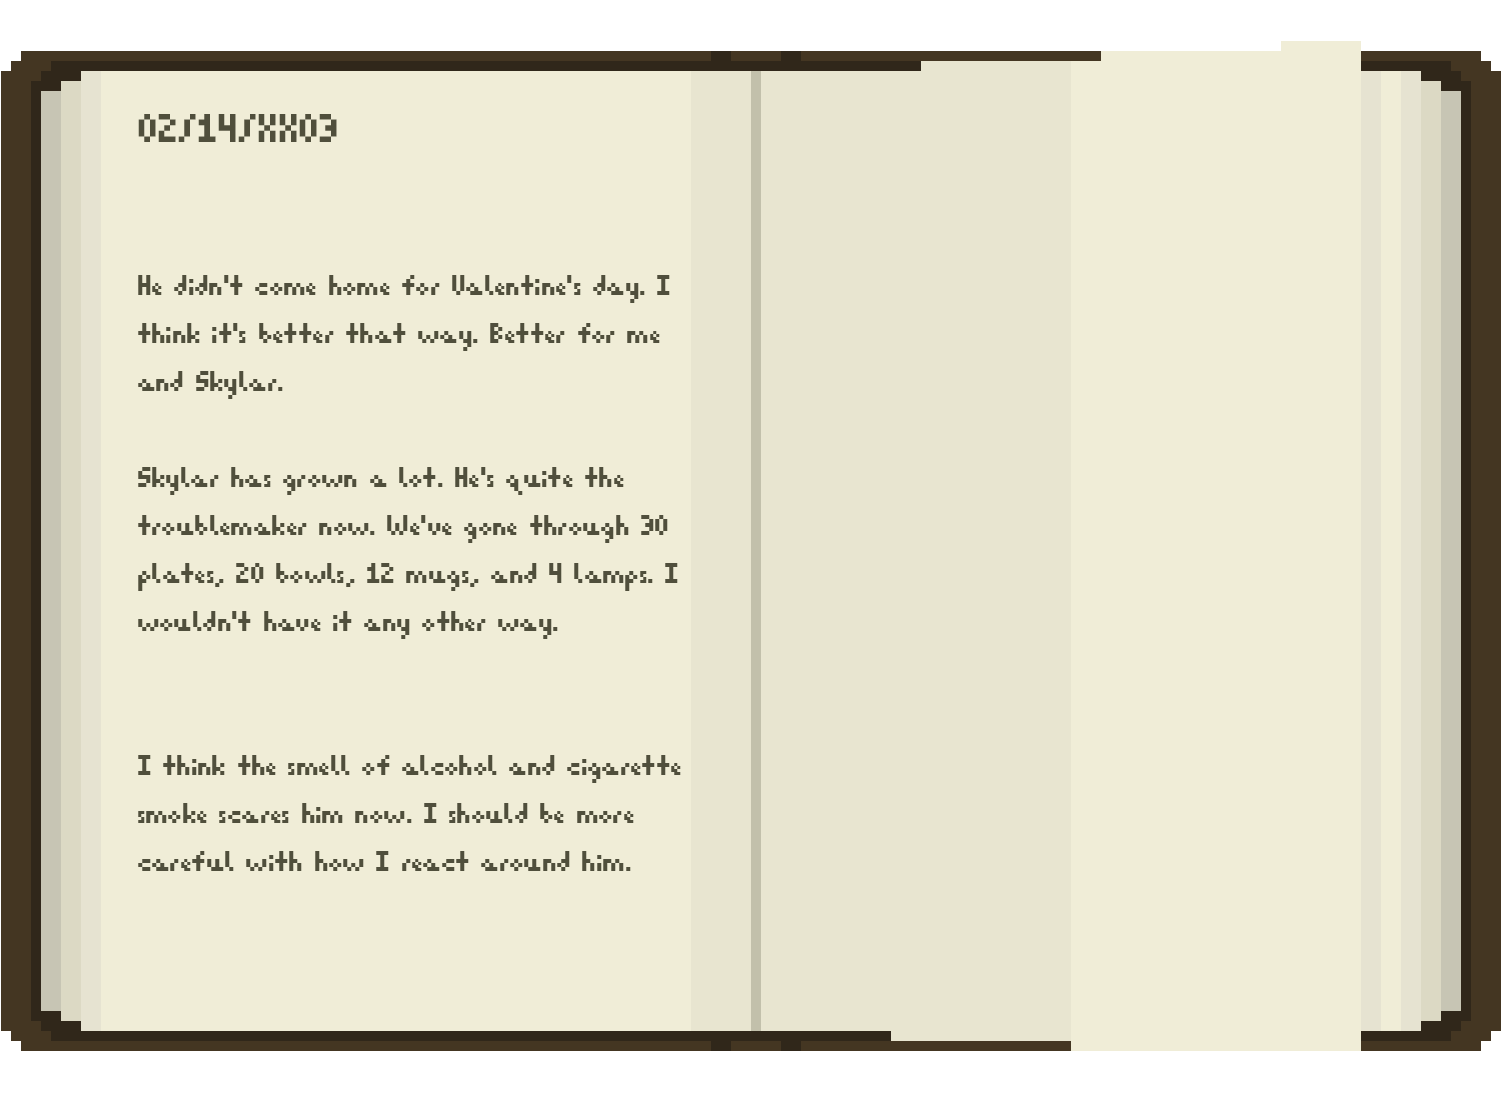 02/14/XX03
He didn't come home for Valentine's day. I
think it's better that way. Better for me
and Skylar.
Skylar has grown a lot. He's quite the
troublemaker now. We've gone through 30
plates, 20 bowls, 12 mugs, and 4 lamps. I
wouldn't have it any other way.
I think the smell of alcohol and cigarette
smoke scares him now. I should be more
careful with how I react around him.